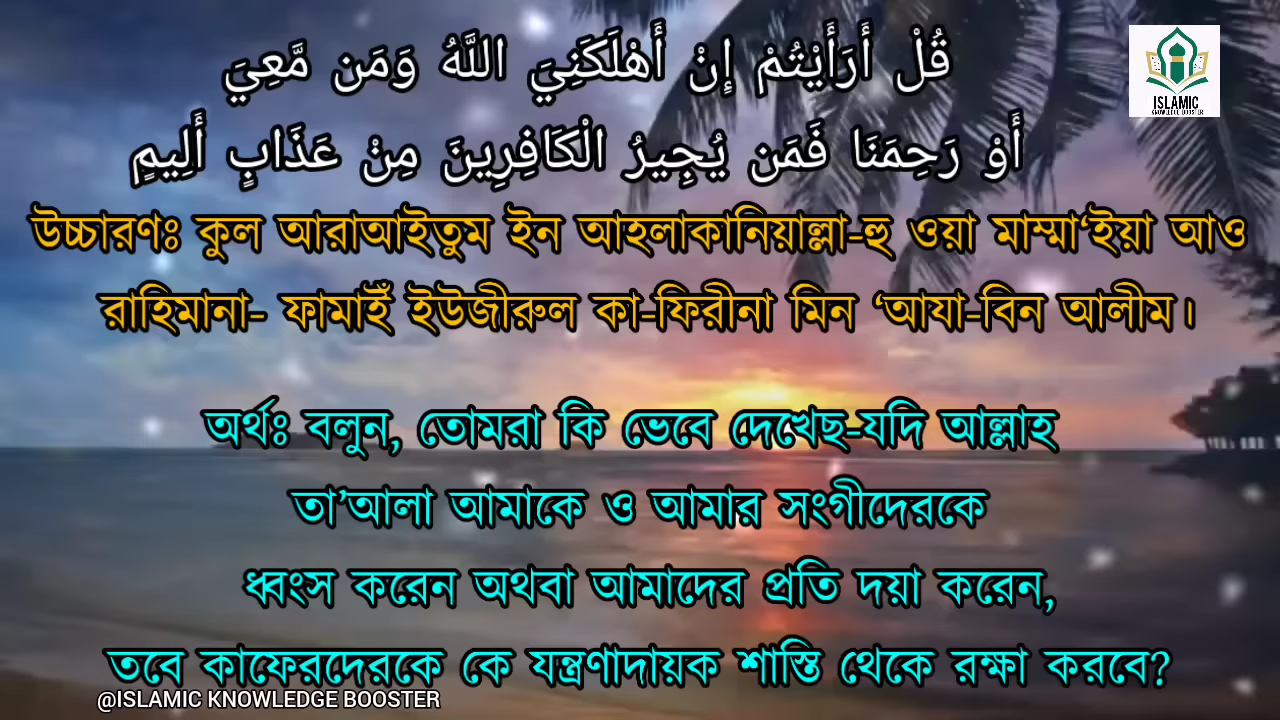 قُلْ أَرَأَيْتُمْ إِنْ أَهْلَكَنِيَ اللَّهُ وَمَن مَّعِيَ
أَوْ رَحِمَنَا فَمَن يُجِيرُ الْكَافِرِينَ مِنْ عَذَابٍ أَلِيمٍ
ISLAMIC
KNOWLEDGE BOOSTER
উচ্চারণঃ কুল আরাআইতুম ইন আহলাকানিয়াল্লা-হু ওয়া মাম্মা‘ইয়া আও
রাহিমানা- ফামাইঁ ইউজীরুল কা-ফিরীনা মিন ‘আযা-বিন আলীম।
অর্থঃ বলুন, তোমরা কি ভেবে দেখেছ-যদি আল্লাহ
তা’আলা আমাকে ও আমার সংগীদেরকে
ধ্বংস করেন অথবা আমাদের প্রতি দয়া করেন,
তবে কাফেরদেরকে কে যন্ত্রণাদায়ক শাস্তি থেকে রক্ষা করবে?
@ISLAMIC KNOWLEDGE BOOSTER